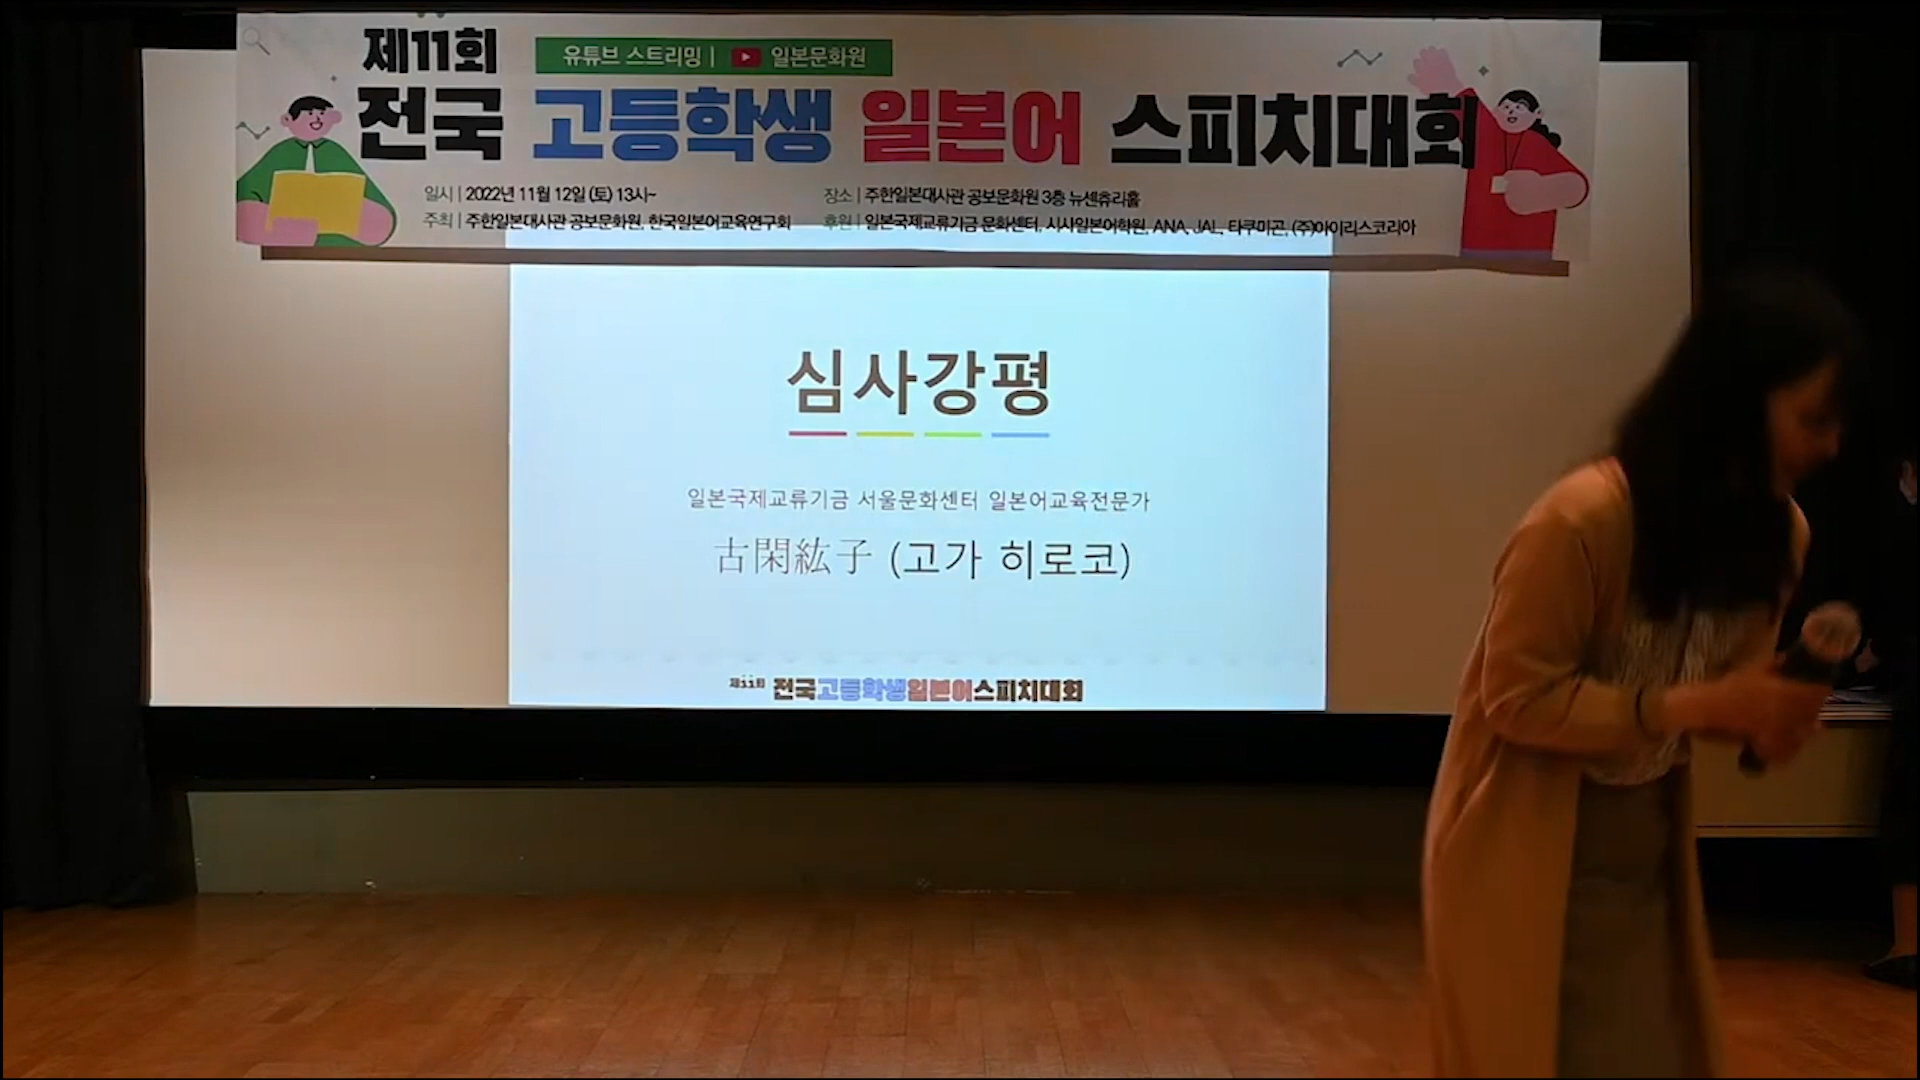 제11회
유튜브 스트리밍 | 일본문화원
전국 고등학생 일본어 스피치대회
일시 | 2022년 11월 12일 (토) 13시~
장소 | 주한일본대사관 공보문화원 3층 뉴센츄리홀
주최 | 주한일본대사관 공보문화원, 한국일본어교육연구회
후원 | 일본국제교류기금 문화센터, 시사일본어학원, ANA, JAL, 타쿠미곤, (주)아이리스코리아
심사강평
일본국제교류기금 서울문화센터 일본어교육전문가
古閑紘子 (고가 히로코)
제11회 전국고등학생일본어스피치대회